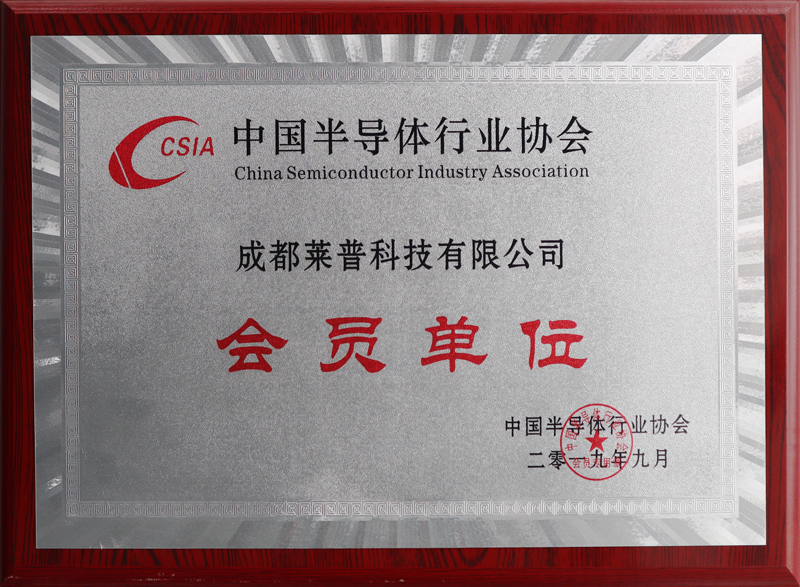 CSIA
中国半导体行业协会
China Semiconductor Industry Association
成都莱普科技有限公司
会员单位
中国半导体行业协会
二零一九年九月